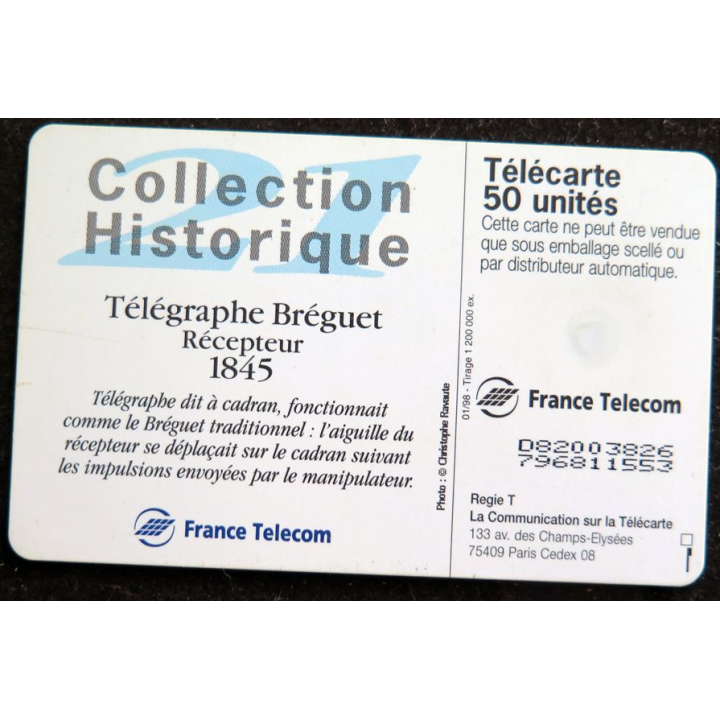 21
Collection
Historique
Télégraphe Bréguet
Récepteur
1845
Télégraphe dit à cadran, fonctionnait
comme le Bréguet traditionnel : l'aiguille du
récepteur se déplaçait sur le cadran suivant
les impulsions envoyées par le manipulateur.
France Telecom
Photo : © Christophe Ravaute
01/98 - Tirage 1 200 000 ex.
Télécarte
50 unités
Cette carte ne peut être vendue
que sous emballage scellé ou
par distributeur automatique.
France Telecom
D82003826
796811553
Regie T
La Communication sur la Télécarte
133 av. des Champs-Elysées
75409 Paris Cedex 08